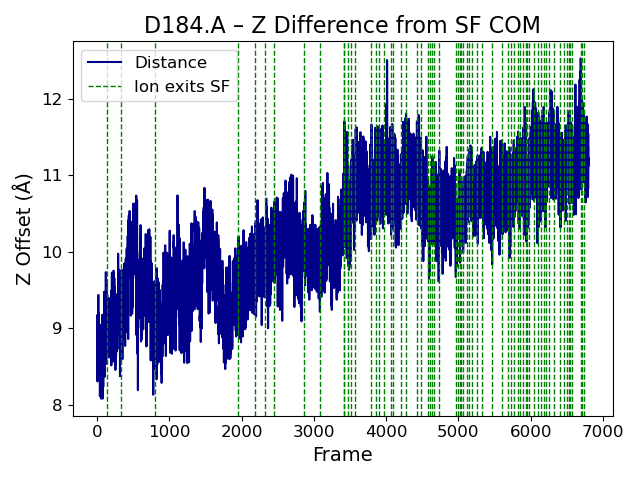 D184.A – Z Difference from SF COM
Distance
Ion exits SF
12
11
10
9
8
Z Offset (Å)
0 1000 2000 3000 4000 5000 6000 7000
Frame